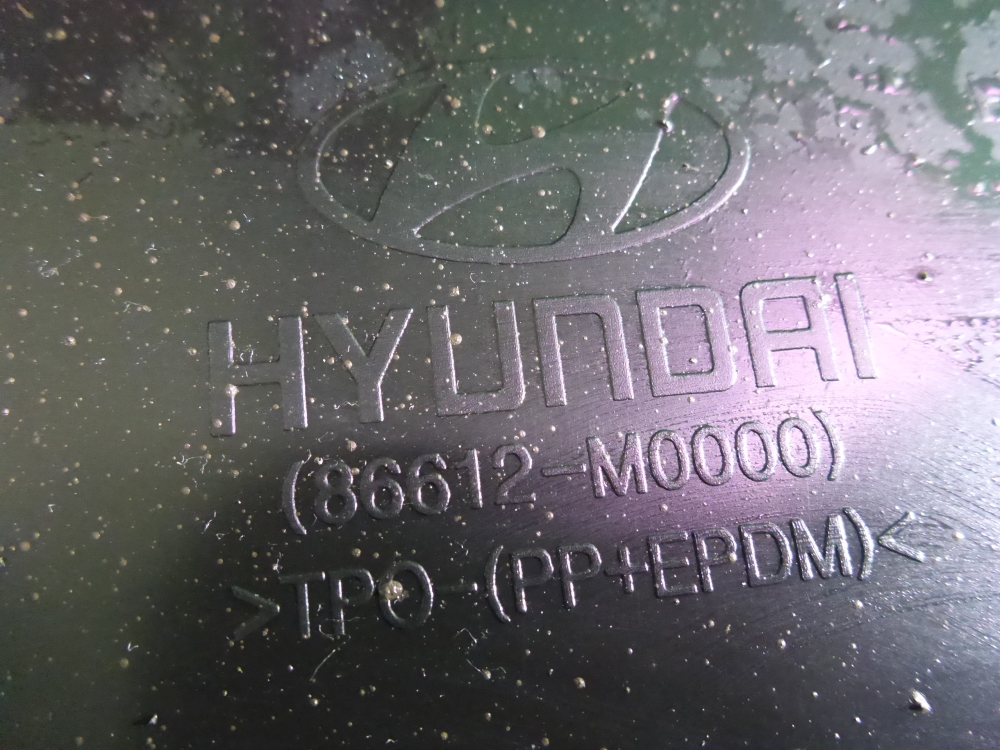 HYUNDAI
(86612-M0000)
>TPO-(PP+EPDM)<